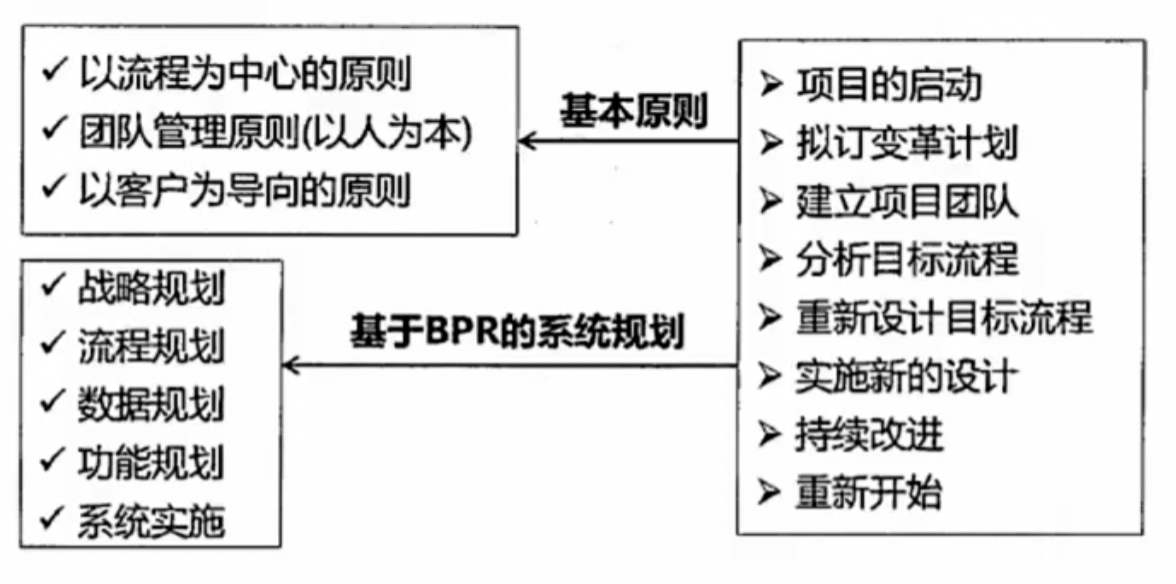 ✓ 以流程为中心的原则
✓ 团队管理原则(以人为本)
✓ 以客户为导向的原则
基本原则
➢ 项目的启动
➢ 拟订变革计划
➢ 建立项目团队
➢ 分析目标流程
➢ 重新设计目标流程
➢ 实施新的设计
➢ 持续改进
➢ 重新开始
基于BPR的系统规划
✓ 战略规划
✓ 流程规划
✓ 数据规划
✓ 功能规划
✓ 系统实施